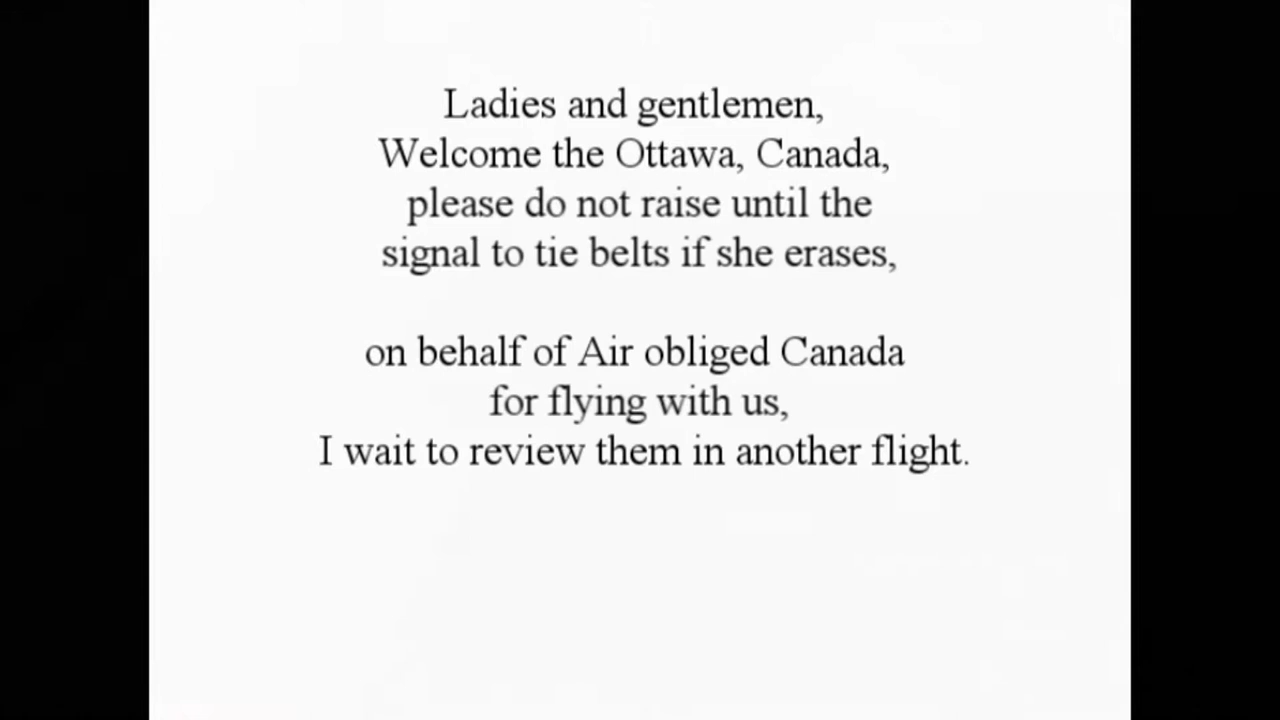 Ladies and gentlemen,
Welcome the Ottawa, Canada,
please do not raise until the
signal to tie belts if she erases,
on behalf of Air obliged Canada
for flying with us,
I wait to review them in another flight.